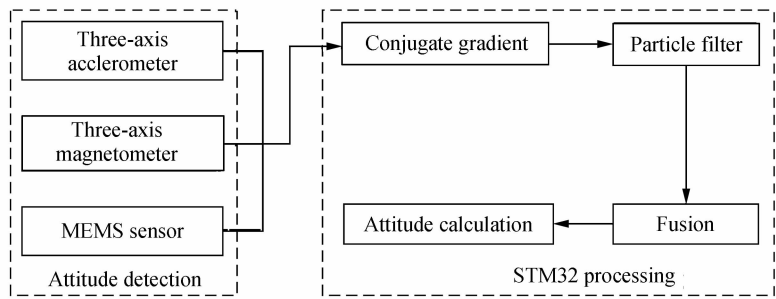 Three-axis
acclerometer
Three-axis
magnetometer
MEMS sensor
Attitude detection
Conjugate gradient
Particle filter
Attitude calculation
Fusion
STM32 processing